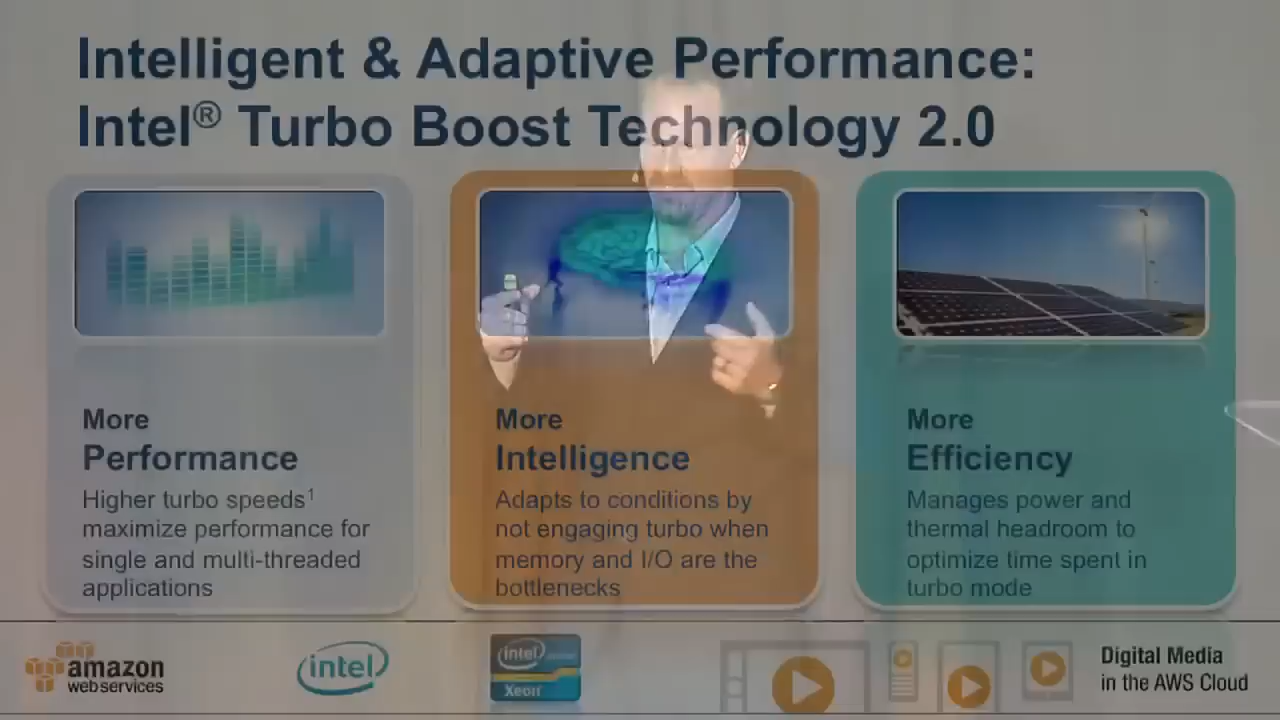 Intelligent & Adaptive Performance:
Intel® Turbo Boost Technology 2.0
More
Performance
Higher turbo speeds¹
maximize performance for
single and multi-threaded
applications
More
Intelligence
Adapts to conditions by
not engaging turbo when
memory and I/O are the
bottlenecks
More
Efficiency
Manages power and
thermal headroom to
optimize time spent in
turbo mode
amazon
webservices
intel
intel
Xeon
Digital Media
in the AWS Cloud